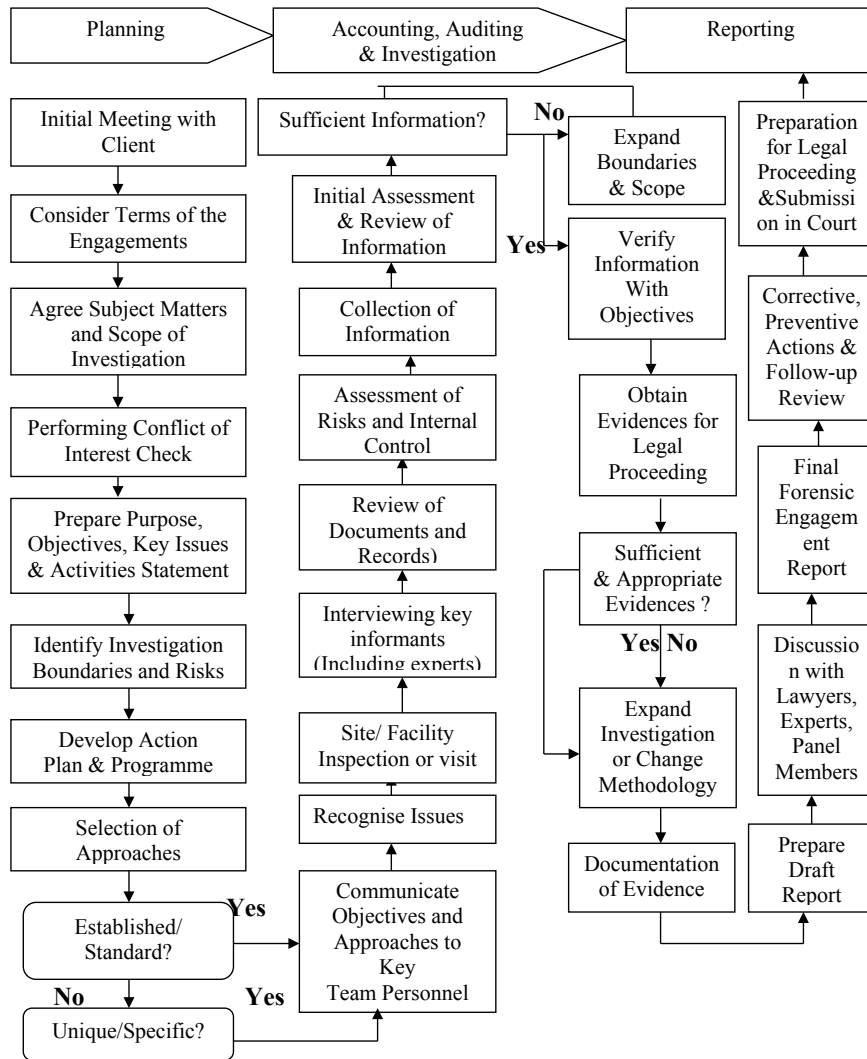 Planning
Accounting, Auditing
& Investigation
Reporting
Initial Meeting with
Client
Consider Terms of the
Engagements
Agree Subject Matters
and Scope of
Investigation
Performing Conflict of
Interest Check
Prepare Purpose,
Objectives, Key Issues
& Activities Statement
Identify Investigation
Boundaries and Risks
Develop Action
Plan & Programme
Selection of
Approaches
Established/
Standard?
Yes
No
Unique/Specific?
Yes
Communicate
Objectives and
Approaches to
Key
Team Personnel
Recognise Issues
Site/ Facility
Inspection or visit
Interviewing key
informants
(Including experts)
Review of
Documents and
Records)
Assessment of
Risks and Internal
Control
Collection of
Information
Initial Assessment
& Review of
Information
Sufficient Information?
No
Expand
Boundaries
& Scope
Yes
Verify
Information
With
Objectives
Obtain
Evidences for
Legal
Proceeding
Sufficient
& Appropriate
Evidences ?
Yes No
Expand
Investigation
or Change
Methodology
Documentation
of Evidence
Prepare
Draft
Report
Discussio
n with
Lawyers,
Experts,
Panel
Members
Final
Forensic
Engagem
ent
Report
Corrective,
Preventive
Actions &
Follow-up
Review
Preparation
for Legal
Proceeding
&Submissi
on in Court